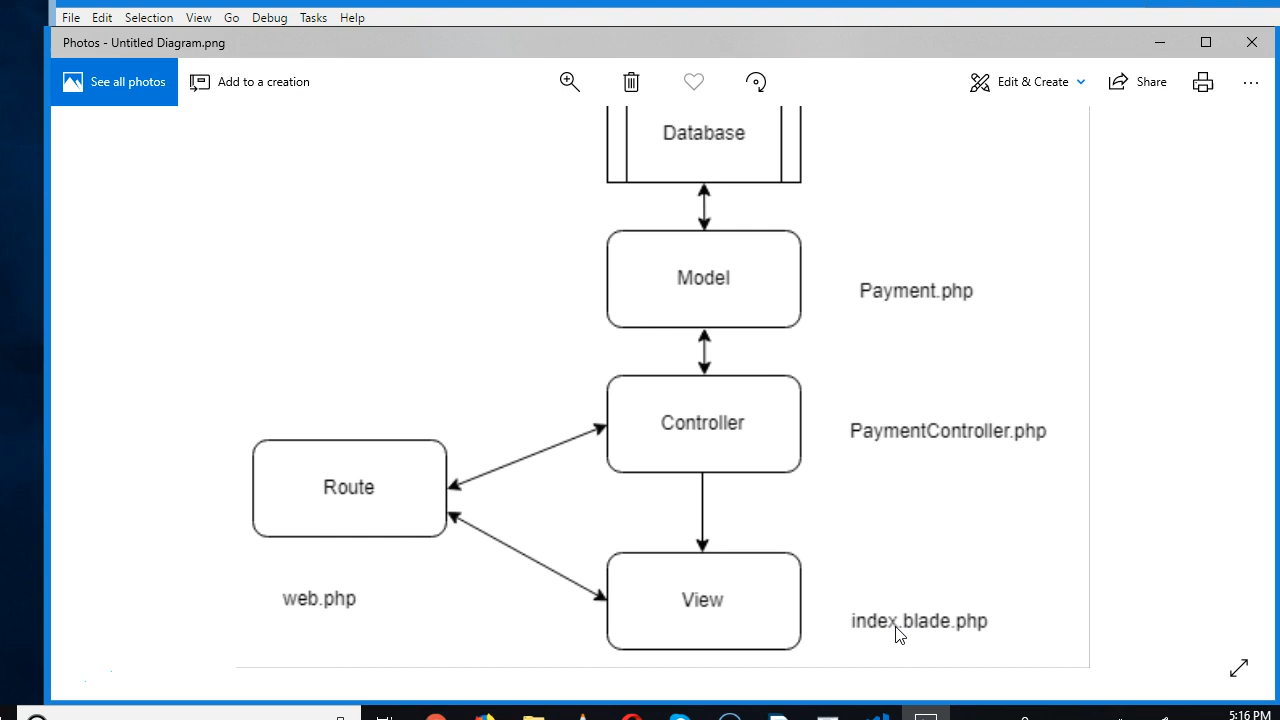 File Edit Selection View Go Debug Tasks Help
Photos - Untitled Diagram.png
See all photos Add to a creation Edit & Create Share
Database
Model
Payment.php
Controller
PaymentController.php
Route
web.php
View
index.blade.php
5:16 PM